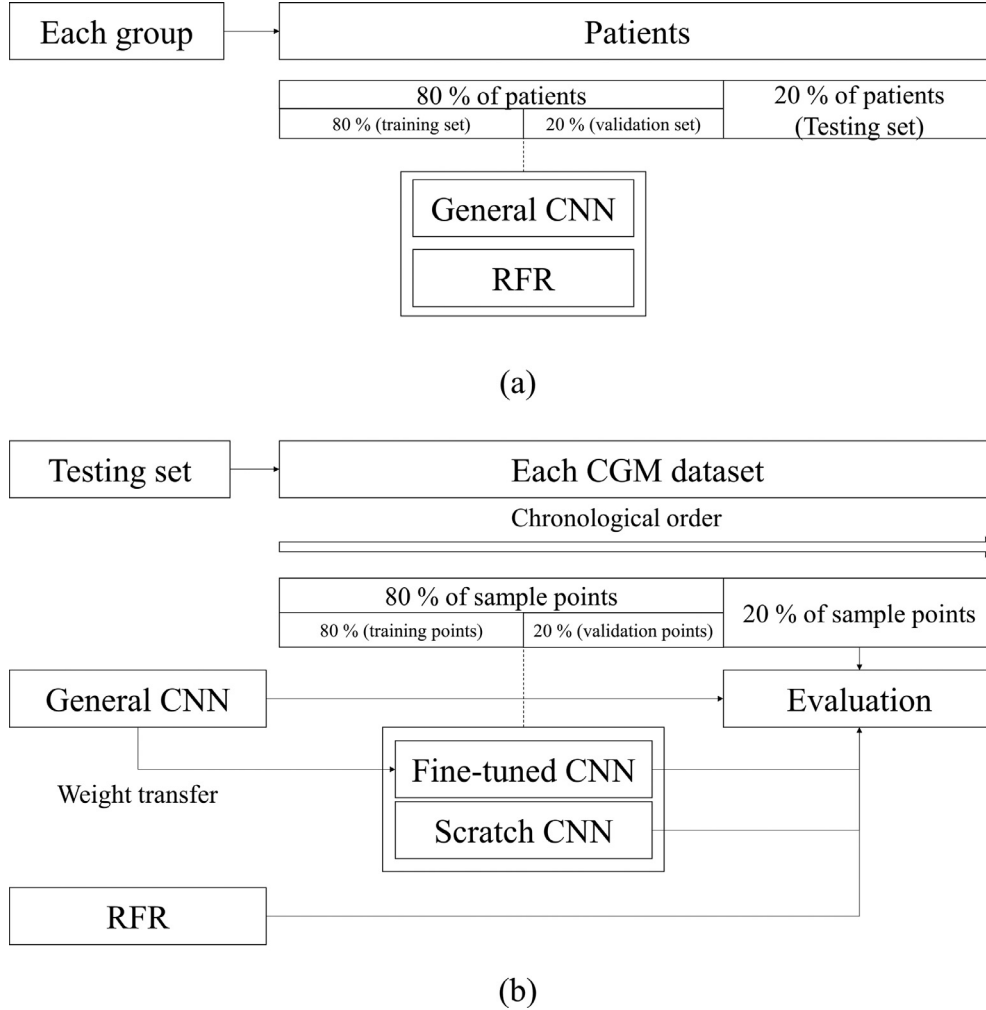 Each group
Patients
80 % of patients
20 % of patients
(Testing set)
80 % (training set)
20 % (validation set)
General CNN
RFR
(a)
Testing set
Each CGM dataset
Chronological order
80 % of sample points
20 % of sample points
80 % (training points)
20 % (validation points)
General CNN
Evaluation
Fine-tuned CNN
Weight transfer
Scratch CNN
RFR
(b)